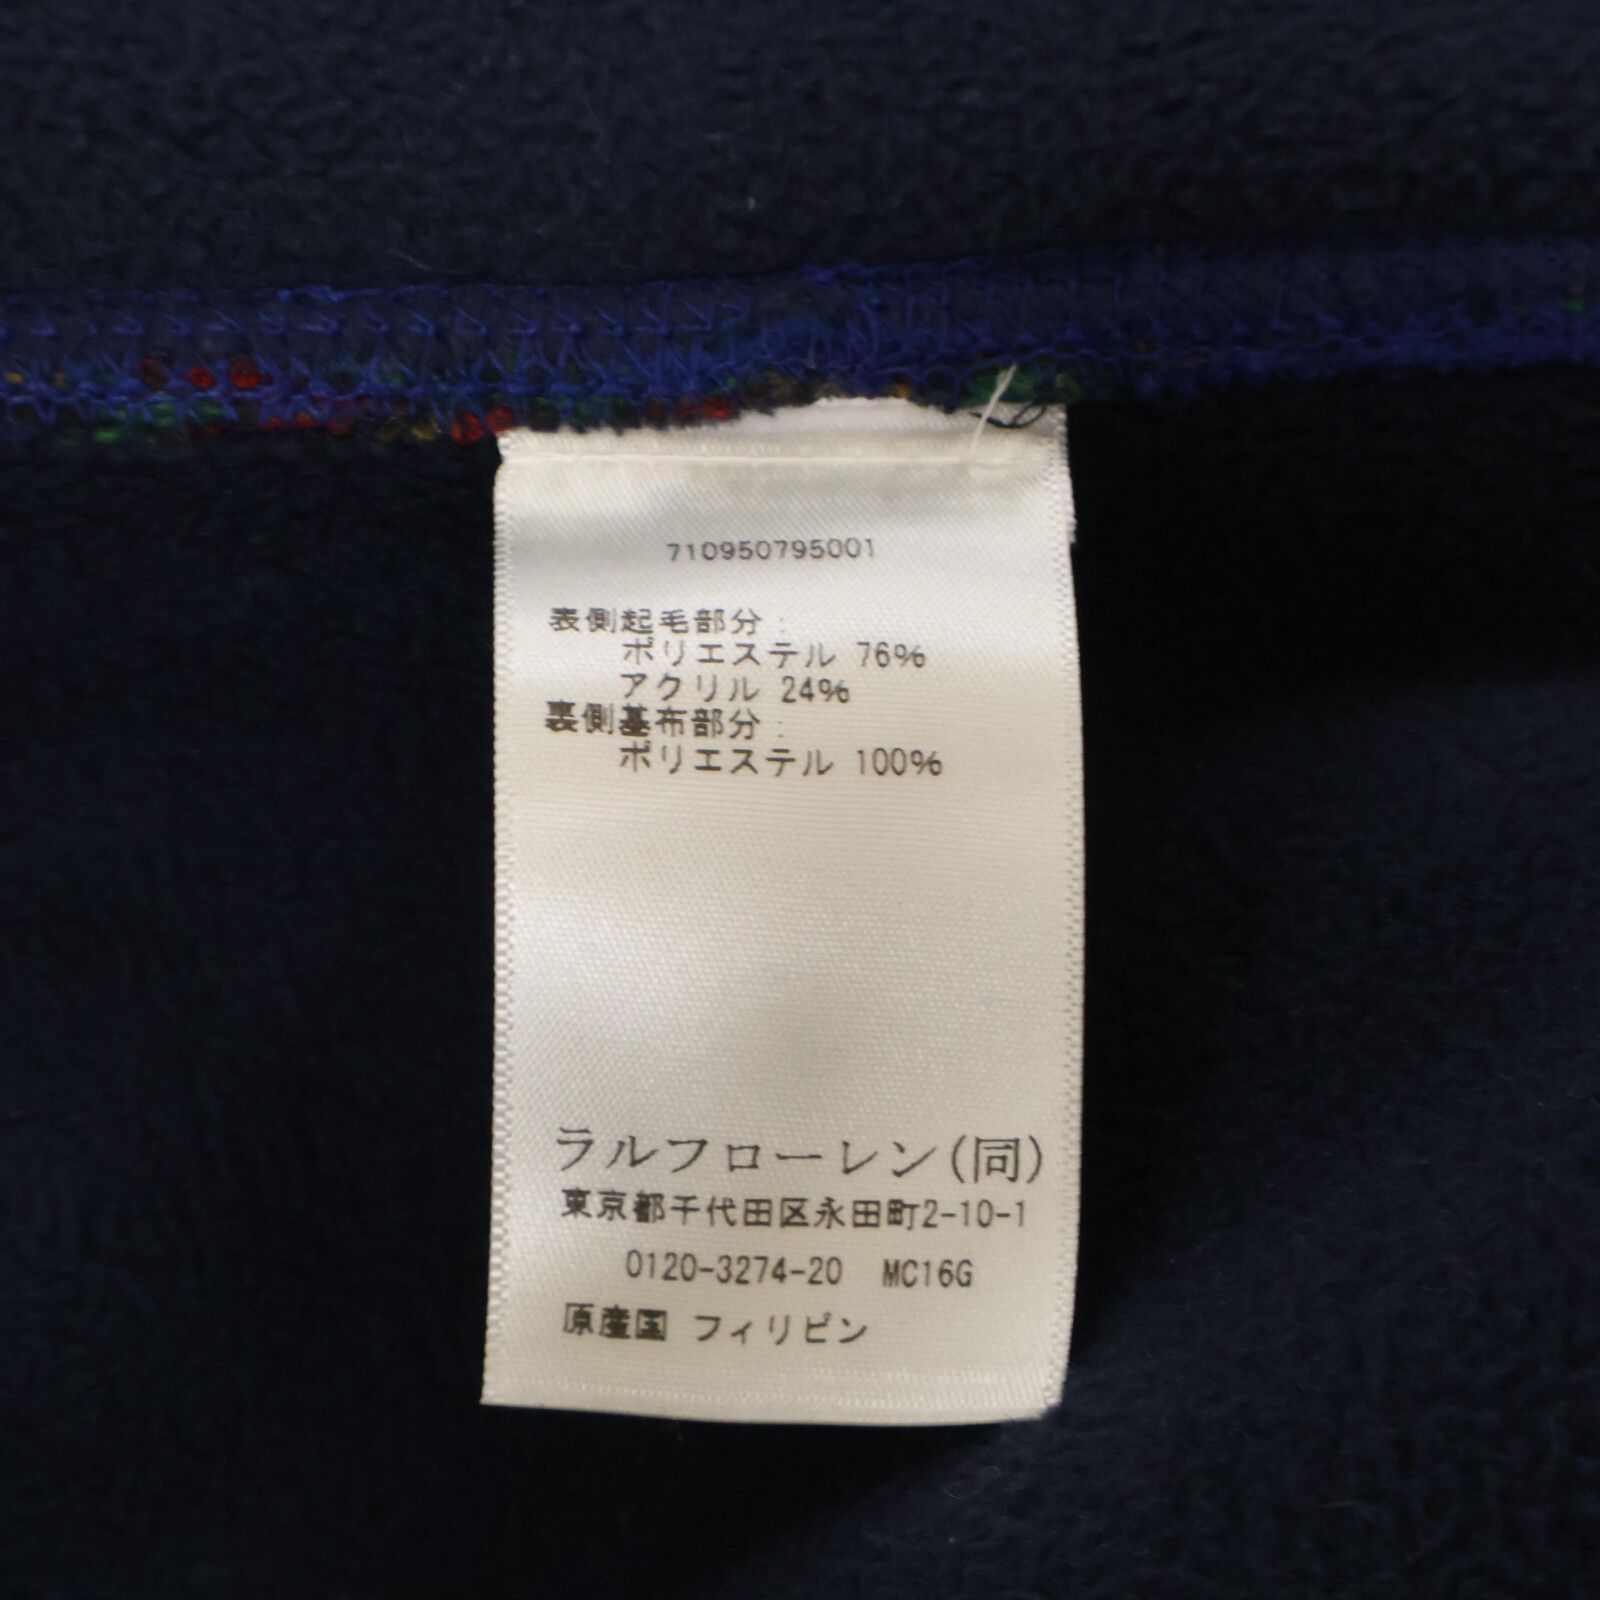 710950795001
表側起毛部分:
ポリエステル 76%
アクリル 24%
裏側基布部分:
ポリエステル 100%
ラルフローレン(同)
東京都千代田区永田町2-10-1
0120-3274-20 MC16G
原産国 フィリピン